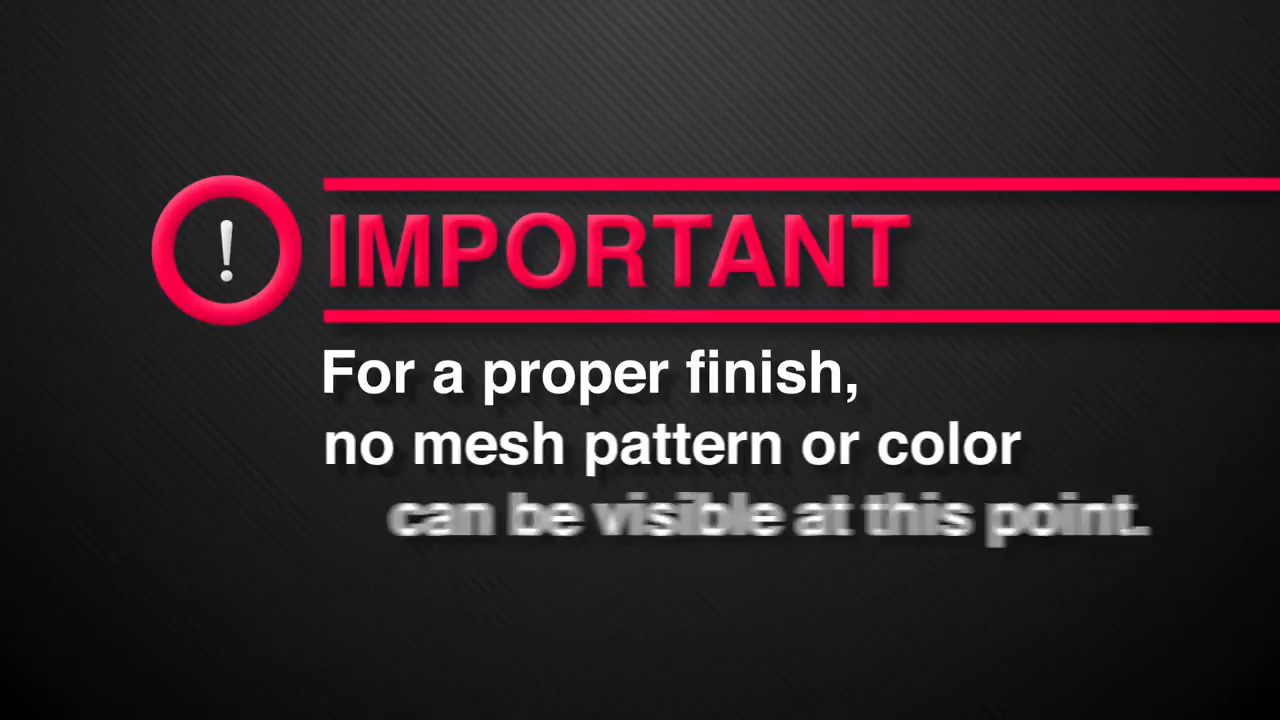 !
IMPORTANT
For a proper finish,
no mesh pattern or color
can be visible at this point.